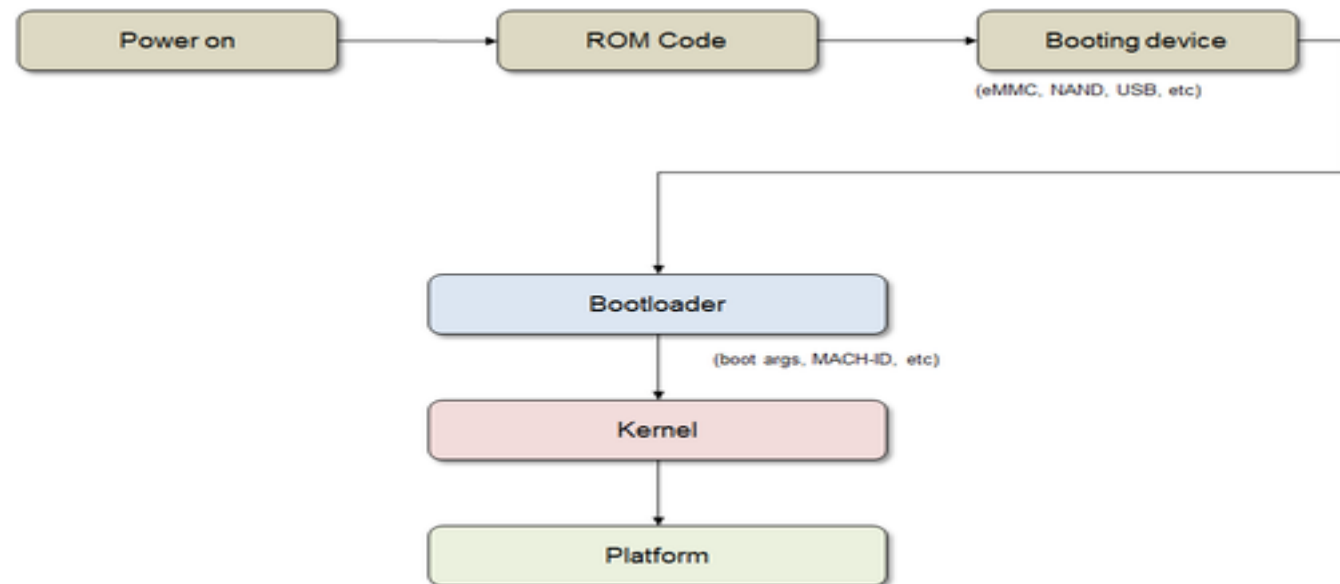 Power on
ROM Code
Booting device
(eMMC, NAND, USB, etc)
Bootloader
(boot args, MACH-ID, etc)
Kernel
Platform